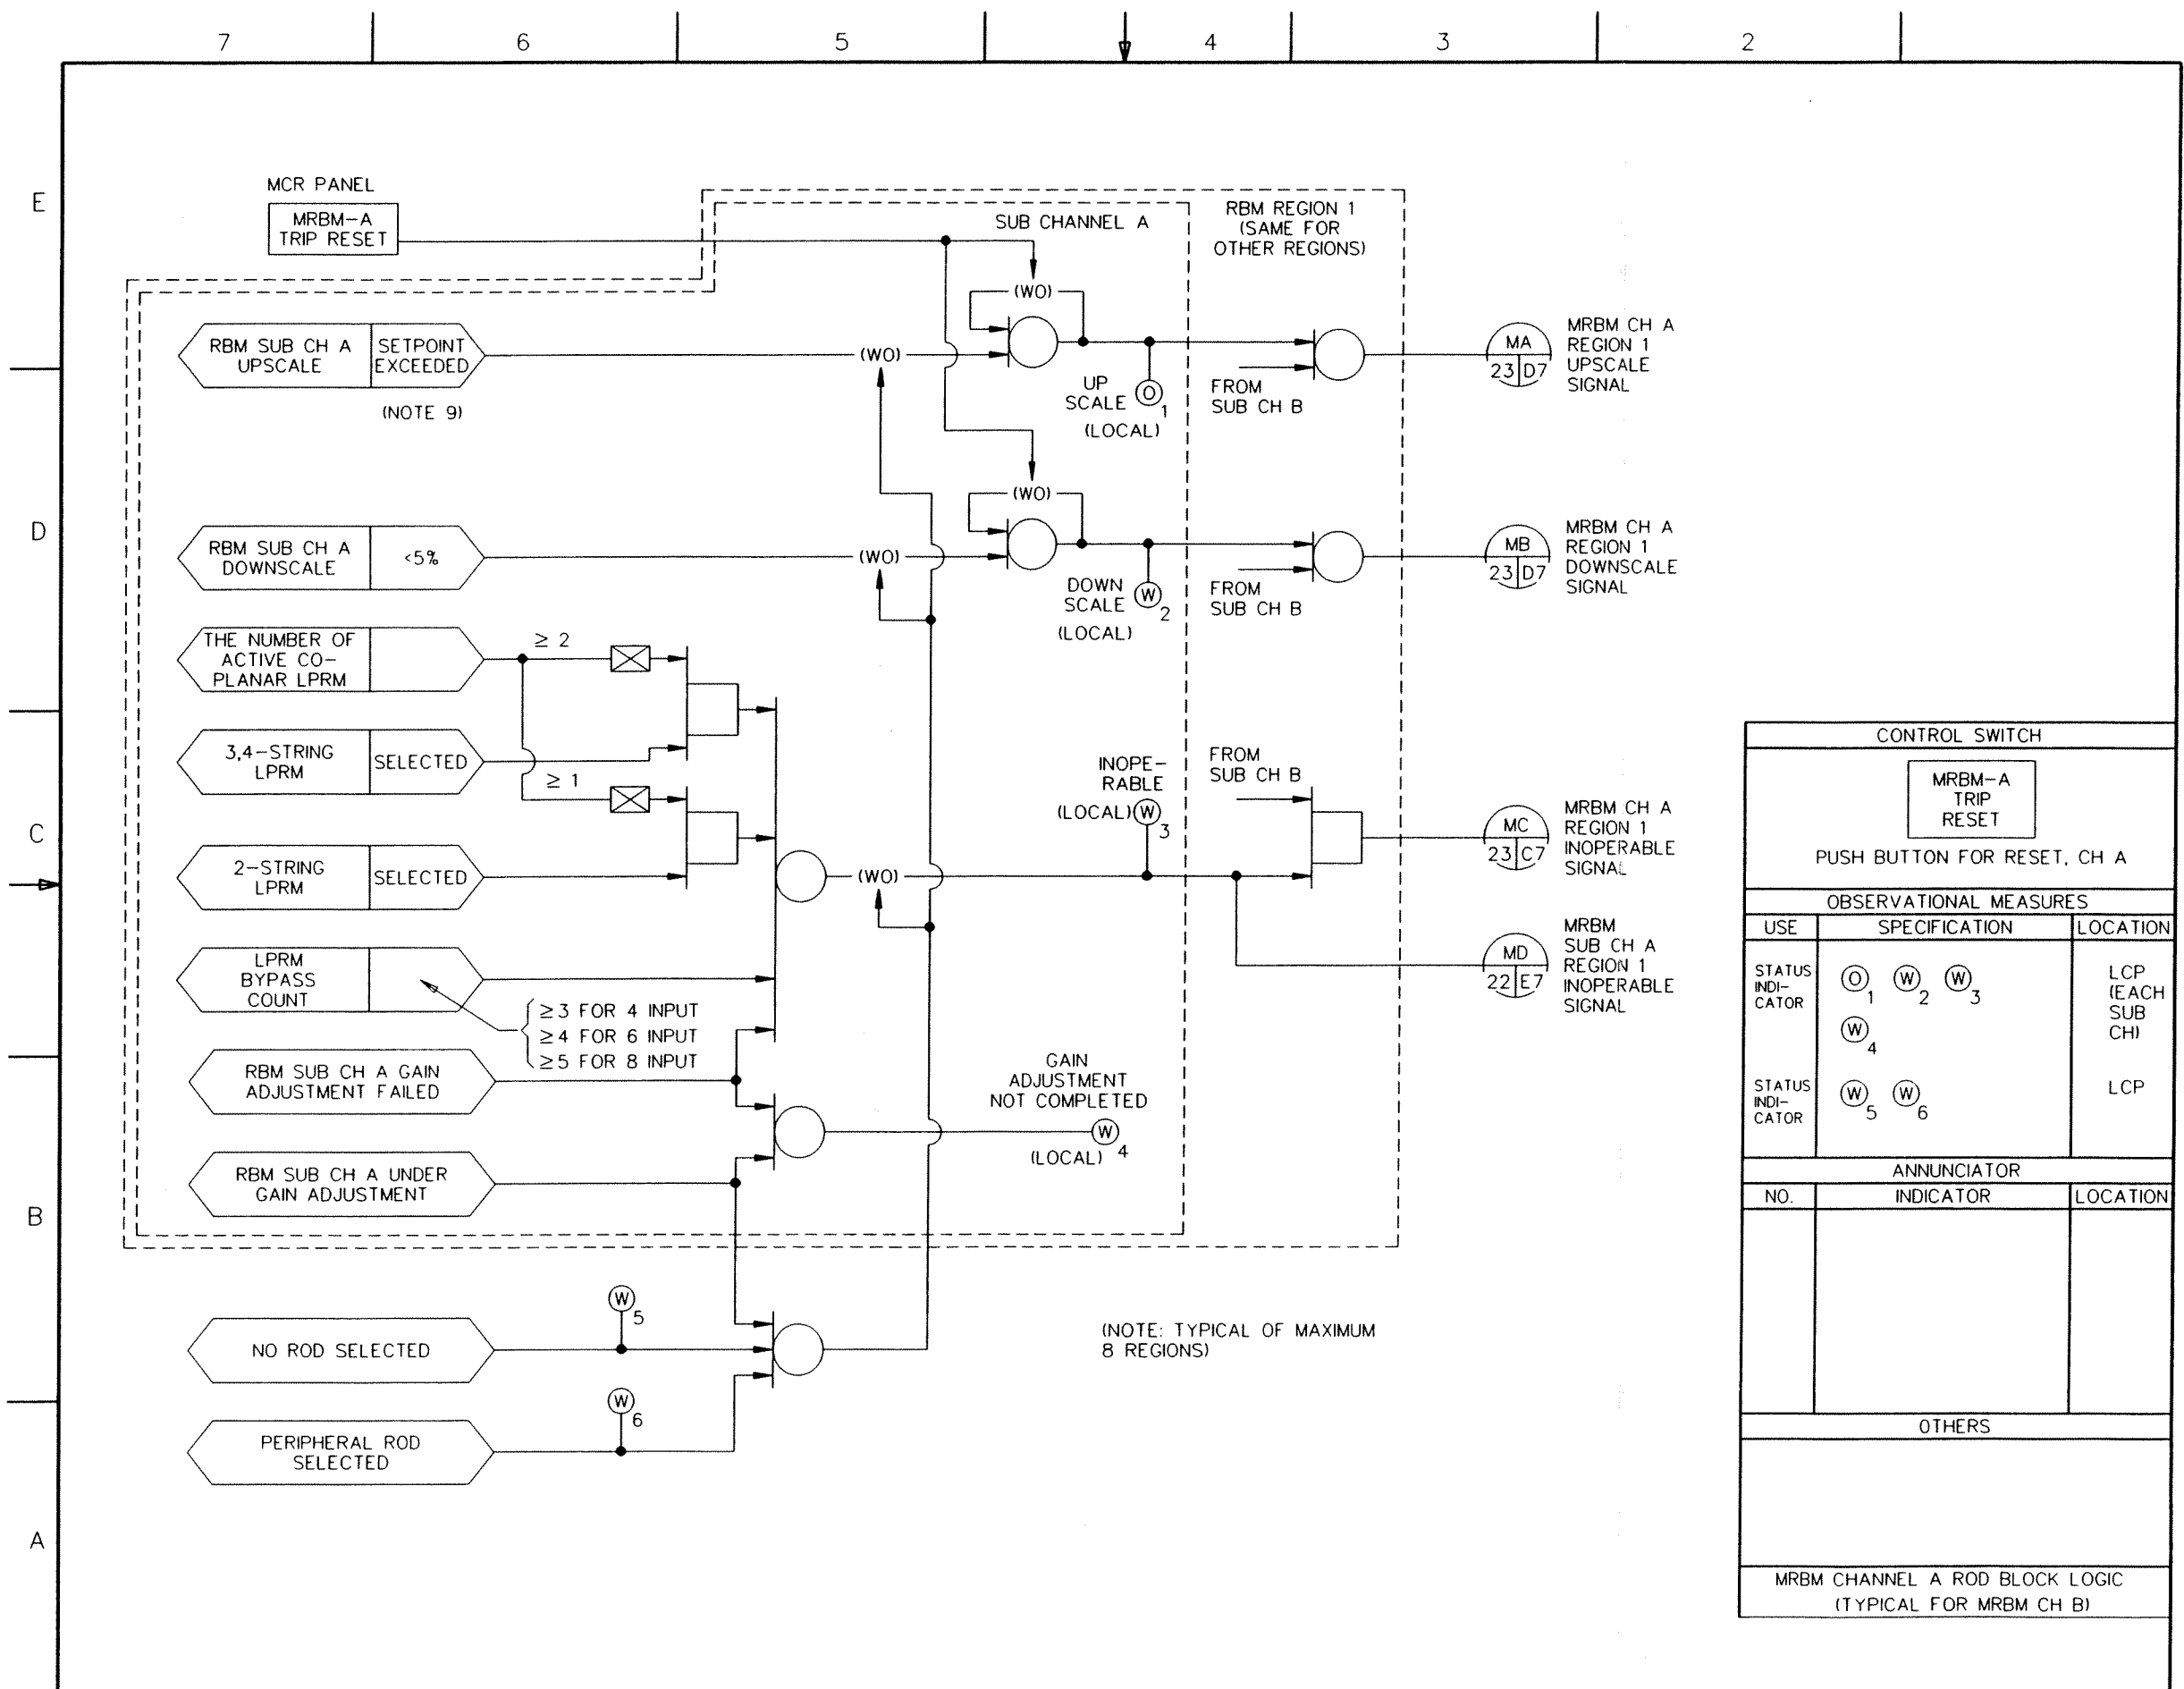 7 6 5 4 3 2
E
D
C
B
A
MCR PANEL
MRBM-A
TRIP RESET
SUB CHANNEL A
RBM REGION 1
(SAME FOR
OTHER REGIONS)
(WO)
RBM SUB CH A
UPSCALE
SETPOINT
EXCEEDED
(NOTE 9)
(WO)
UP
SCALE
O 1
(LOCAL)
FROM
SUB CH B
MA
23 D7
MRBM CH A
REGION 1
UPSCALE
SIGNAL
(WO)
RBM SUB CH A
DOWNSCALE
<5%
(WO)
DOWN
SCALE
W 2
(LOCAL)
FROM
SUB CH B
MB
23 D7
MRBM CH A
REGION 1
DOWNSCALE
SIGNAL
THE NUMBER OF
ACTIVE CO-
PLANAR LPRM
≥ 2
3,4-STRING
LPRM
SELECTED
≥ 1
2-STRING
LPRM
SELECTED
(WO)
INOPE-
RABLE
(LOCAL) W 3
FROM
SUB CH B
MC
23 C7
MRBM CH A
REGION 1
INOPERABLE
SIGNAL
MD
22 E7
MRBM
SUB CH A
REGION 1
INOPERABLE
SIGNAL
LPRM
BYPASS
COUNT
≥3 FOR 4 INPUT
≥4 FOR 6 INPUT
≥5 FOR 8 INPUT
RBM SUB CH A GAIN
ADJUSTMENT FAILED
GAIN
ADJUSTMENT
NOT COMPLETED
W 4
(LOCAL)
RBM SUB CH A UNDER
GAIN ADJUSTMENT
W 5
NO ROD SELECTED
W 6
PERIPHERAL ROD
SELECTED
(NOTE: TYPICAL OF MAXIMUM
8 REGIONS)
CONTROL SWITCH
MRBM-A
TRIP
RESET
PUSH BUTTON FOR RESET, CH A
OBSERVATIONAL MEASURES
USE SPECIFICATION LOCATION
STATUS
INDI-
CATOR
O 1 W 2 W 3
W 4
LCP
(EACH
SUB
CH)
STATUS
INDI-
CATOR
W 5 W 6
LCP
ANNUNCIATOR
NO. INDICATOR LOCATION
OTHERS
MRBM CHANNEL A ROD BLOCK LOGIC
(TYPICAL FOR MRBM CH B)